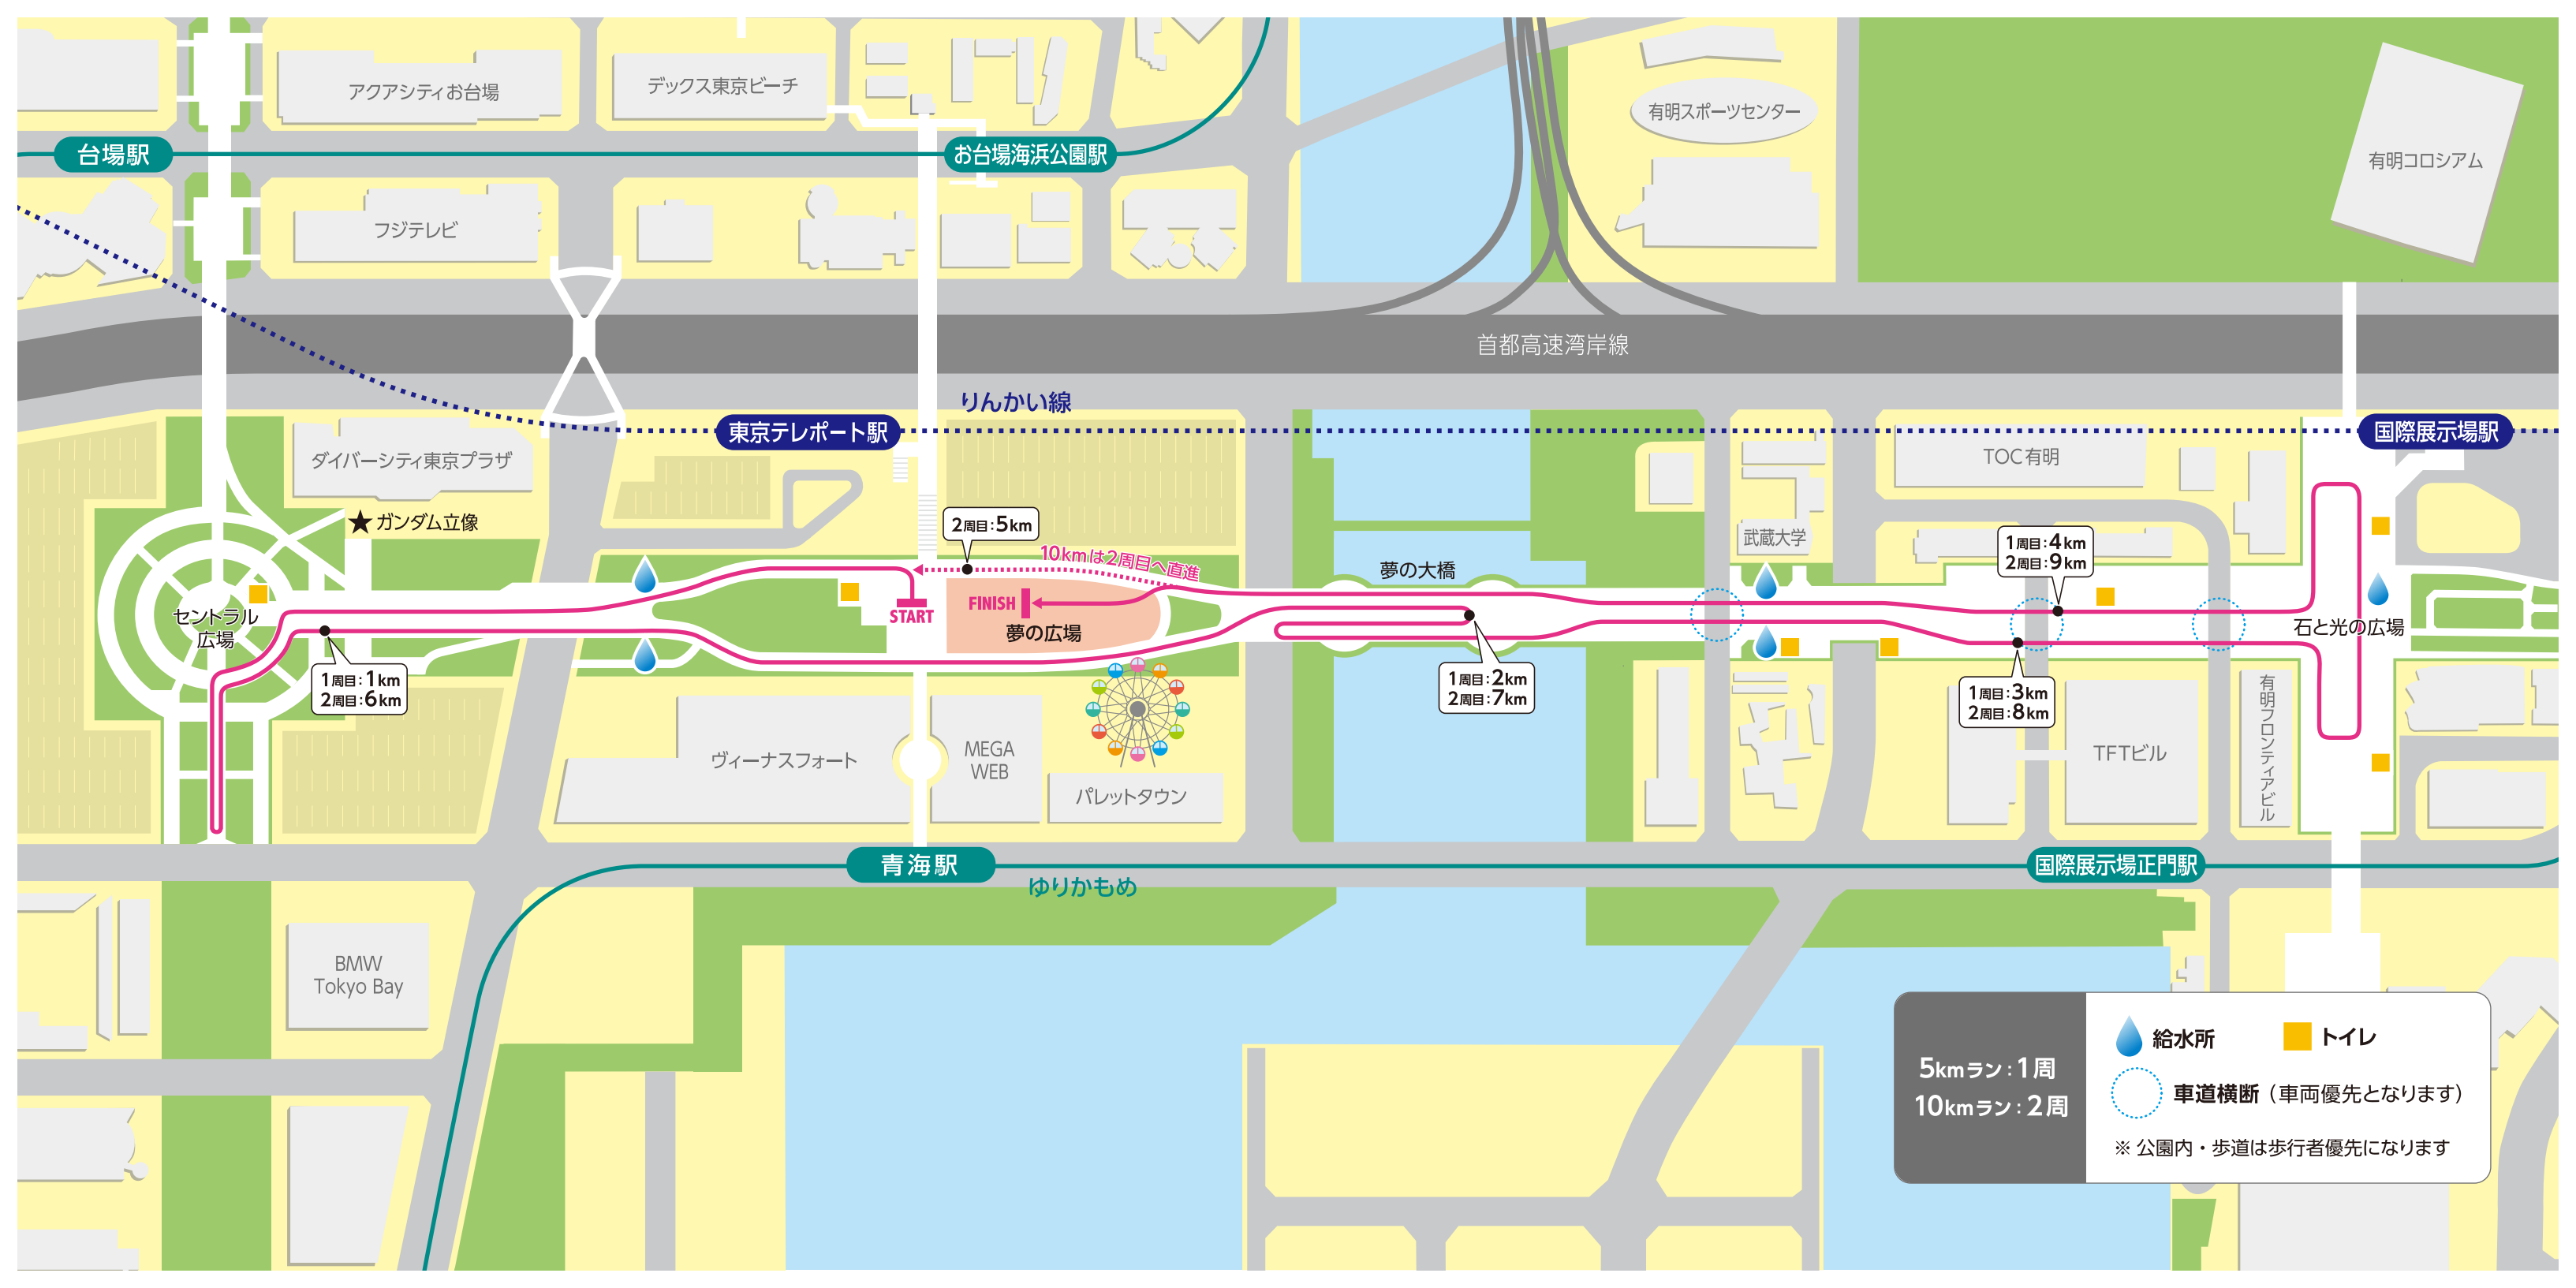 アクアシティお台場
デックス東京ビーチ
有明スポーツセンター
有明コロシアム
台場駅
お台場海浜公園駅
フジテレビ
首都高速湾岸線
りんかい線
東京テレポート駅
国際展示場駅
ダイバーシティ東京プラザ
TOC有明
★ガンダム立像
2周目:5km
武蔵大学
10kmは2周目へ直進
夢の大橋
1周目:4km
2周目:9km
START
FINISH
夢の広場
セントラル
広場
石と光の広場
1周目:1km
2周目:6km
1周目:2km
2周目:7km
1周目:3km
2周目:8km
ヴィーナスフォート
MEGA
WEB
パレットタウン
TFTビル
有明フロンティアビル
青海駅
ゆりかもめ
国際展示場正門駅
BMW
Tokyo Bay
5kmラン:1周
10kmラン:2周
給水所
トイレ
車道横断(車両優先となります)
※ 公園内・歩道は歩行者優先になります